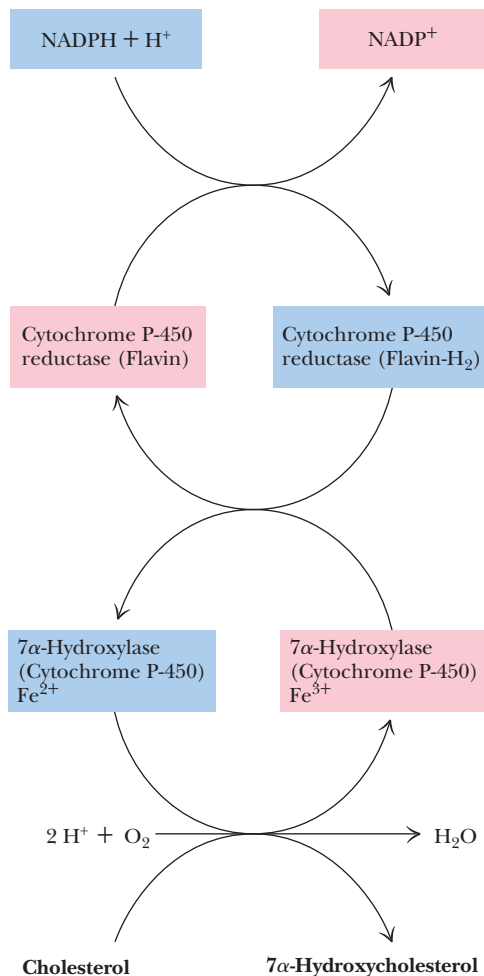 NADPH + H⁺
NADP⁺
Cytochrome P-450
reductase (Flavin)
Cytochrome P-450
reductase (Flavin-H₂)
7α-Hydroxylase
(Cytochrome P-450)
Fe²⁺
7α-Hydroxylase
(Cytochrome P-450)
Fe³⁺
2 H⁺ + O₂
H₂O
Cholesterol
7α-Hydroxycholesterol